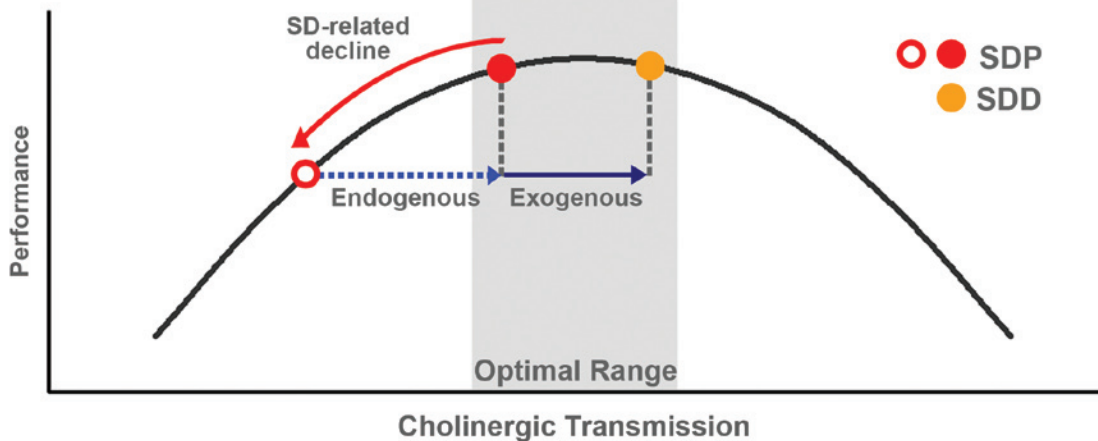 SD-related
decline
SDP
SDD
Endogenous
Exogenous
Performance
Optimal Range
Cholinergic Transmission